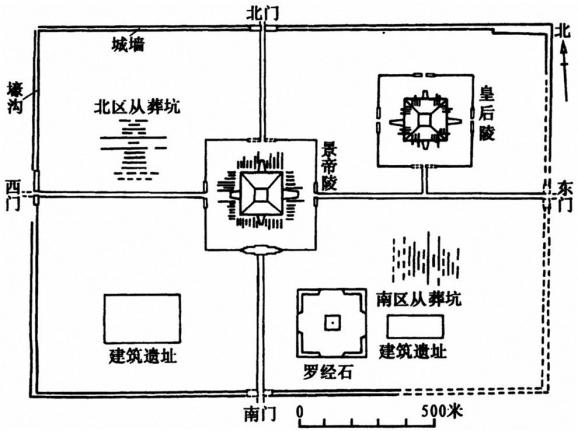 北门
北
城墙
壕沟
北区从葬坑
皇后陵
景帝陵
西门
东门
南区从葬坑
建筑遗址
建筑遗址
罗经石
南门
0 500米